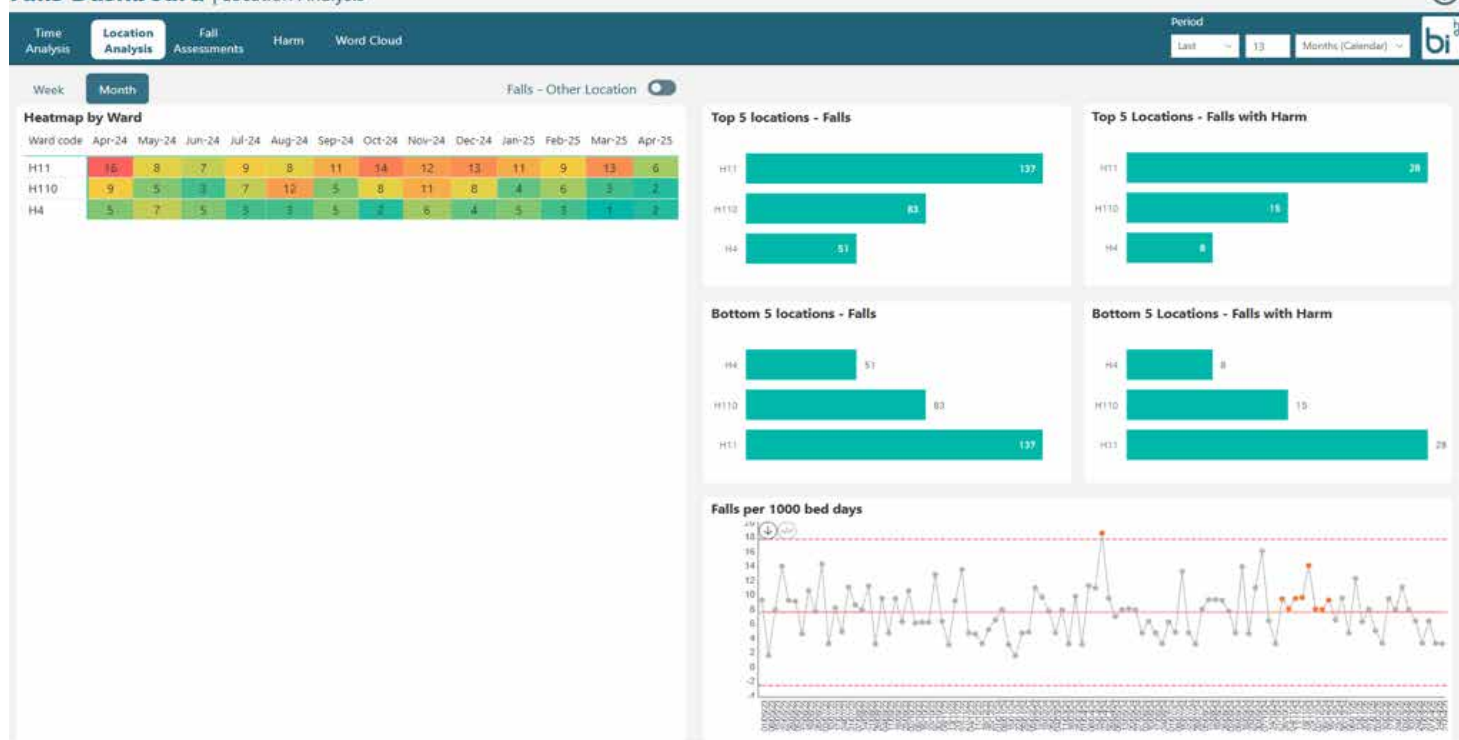 Falls Dashboard | Location Analysis
Time Analysis
Location Analysis
Fall Assessments
Harm
Word Cloud
Period
Last
13
Months (Calendar)
bi
Week
Month
Falls - Other Location
Heatmap by Ward
Ward code Apr-24 May-24 Jun-24 Jul-24 Aug-24 Sep-24 Oct-24 Nov-24 Dec-24 Jan-25 Feb-25 Mar-25 Apr-25
H11 16 8 7 9 8 11 14 12 13 11 9 13 6
H110 9 5 3 7 12 5 8 11 8 4 6 3 2
H4 5 7 5 3 3 5 2 6 4 5 3 1 2
Top 5 locations - Falls
H11 137
H110 83
H4 51
Top 5 Locations - Falls with Harm
H11 28
H110 15
H4 8
Bottom 5 locations - Falls
H4 51
H110 83
H11 137
Bottom 5 Locations - Falls with Harm
H4 8
H110 15
H11 28
Falls per 1000 bed days
20
18
16
14
12
10
8
6
4
2
0
-2
-4